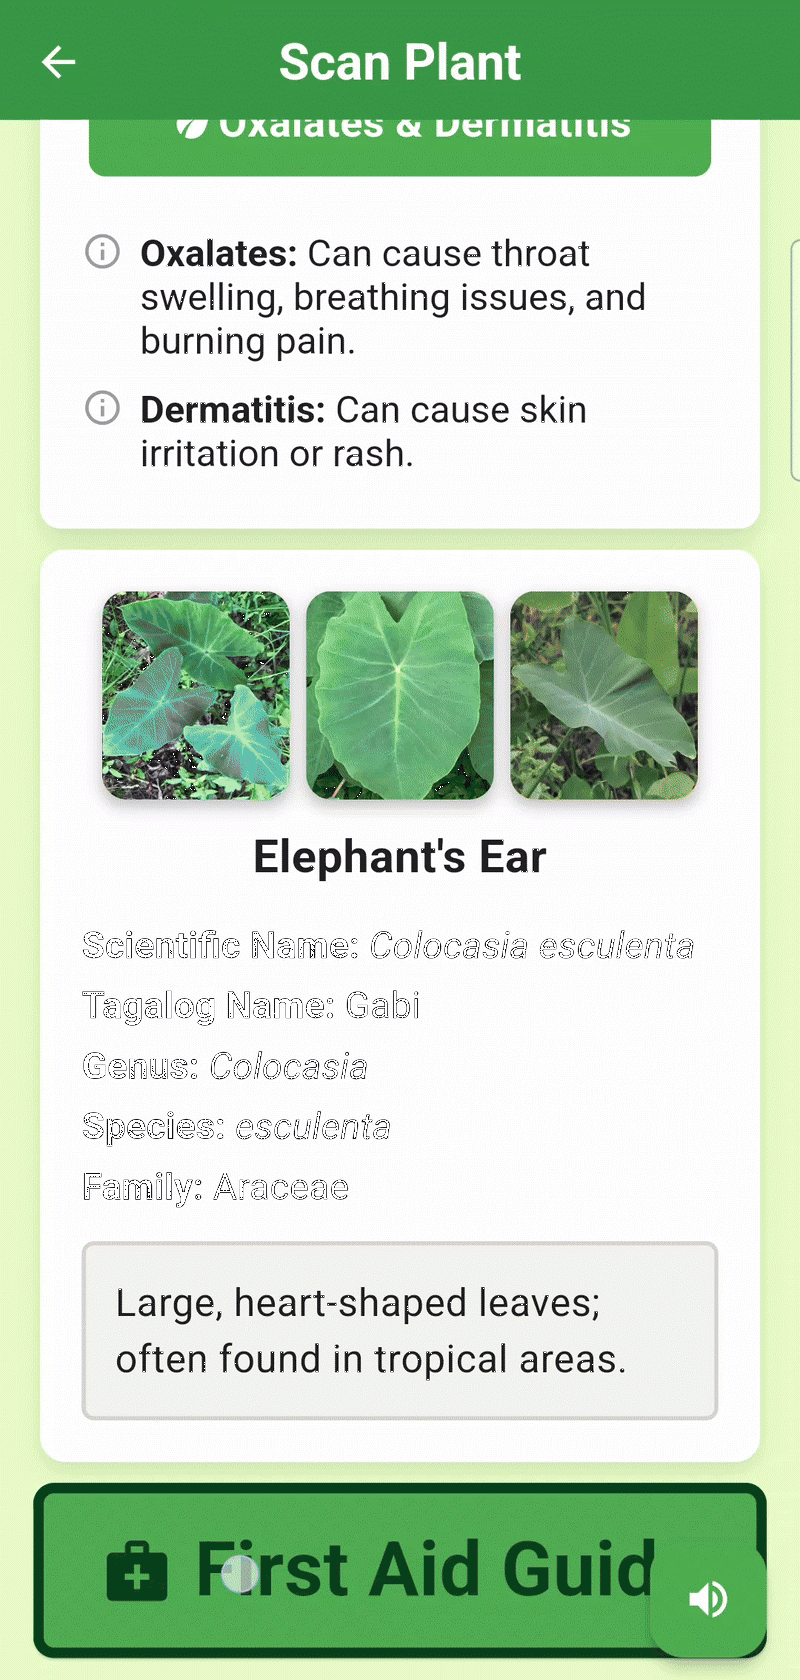 Scan Plant
Oxalates & Dermatitis
Oxalates: Can cause throat
swelling, breathing issues, and
burning pain.
Dermatitis: Can cause skin
irritation or rash.
Elephant's Ear
Scientific Name: Colocasia esculenta
Tagalog Name: Gabi
Genus: Colocasia
Species: esculenta
Family: Araceae
Large, heart-shaped leaves;
often found in tropical areas.
First Aid Guid